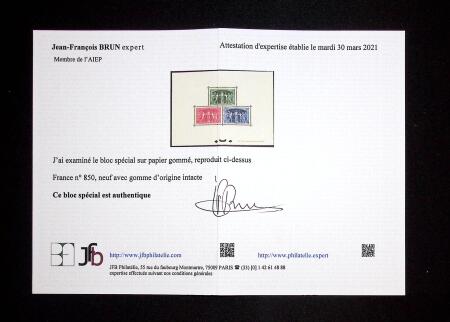 Jean-François BRUN expert
Attestation d'expertise établie le mardi 30 mars 2021
Membre de l'AIEP
J'ai examiné le bloc spécial sur papier gommé, reproduit ci-dessus
France n° 850, neuf avec gomme d'origine intacte
Ce bloc spécial est authentique
Jfb
http://www.jfbphilatelie.com
http://www.philatelie.expert
JFB Philatélie, 55 rue du faubourg Montmartre, 75009 PARIS ☎ (33) (0) 1 42 61 48 88
expertise effectuée suivant nos conditions générales